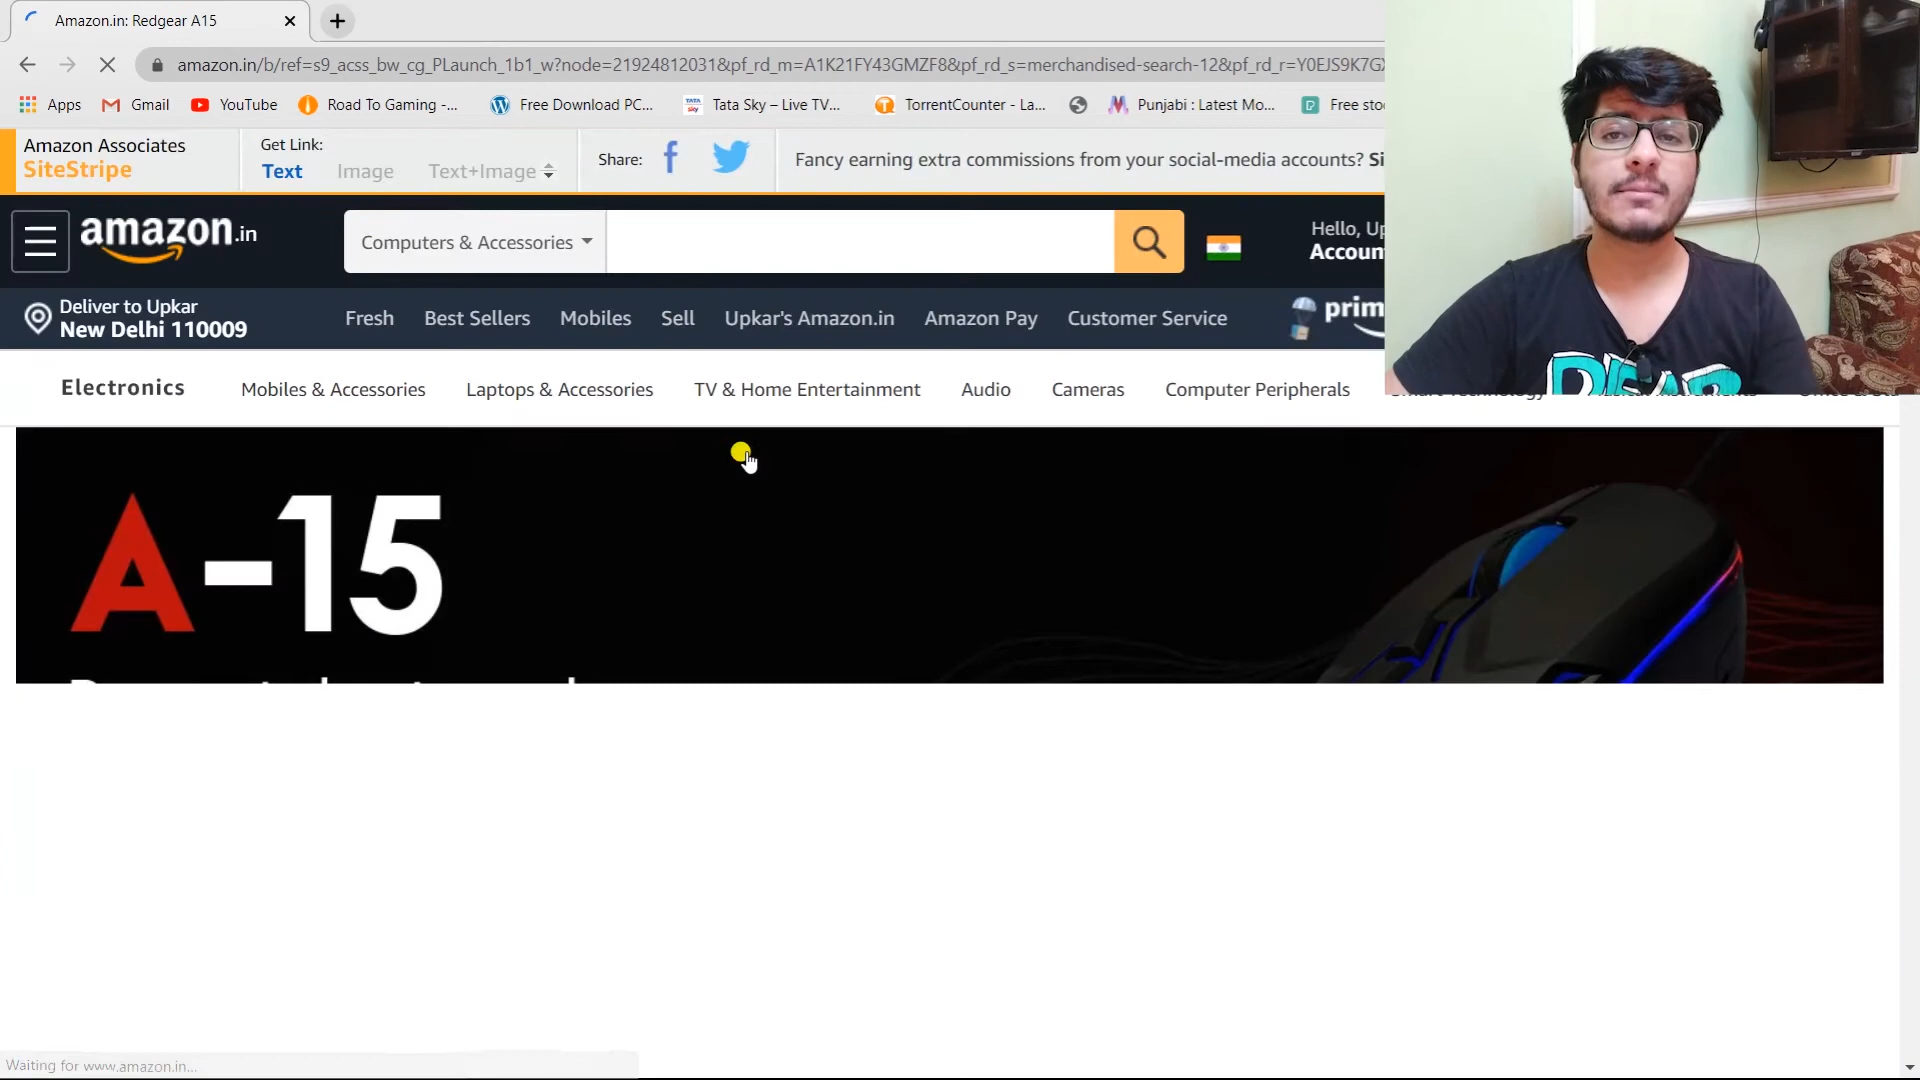 Amazon.in: Redgear A15
amazon.in/b/ref=s9_acss_bw_cg_PLaunch_1b1_w?node=21924812031&pf_rd_m=A1K21FY43GMZF8&pf_rd_s=merchandised-search-12&pf_rd_r=Y0EJS9K7G
Apps Gmail YouTube Road To Gaming -... Free Download PC... Tata Sky – Live TV... TorrentCounter - La... Punjabi : Latest Mo... Free stoc
Amazon Associates
SiteStripe
Get Link:
Text Image Text+Image
Share:
Fancy earning extra commissions from your social-media accounts? Si
amazon.in
Computers & Accessories
Hello, Up
Accoun
Deliver to Upkar
New Delhi 110009
Fresh Best Sellers Mobiles Sell Upkar's Amazon.in Amazon Pay Customer Service prim
Electronics Mobiles & Accessories Laptops & Accessories TV & Home Entertainment Audio Cameras Computer Peripherals
A-15
Waiting for www.amazon.in...